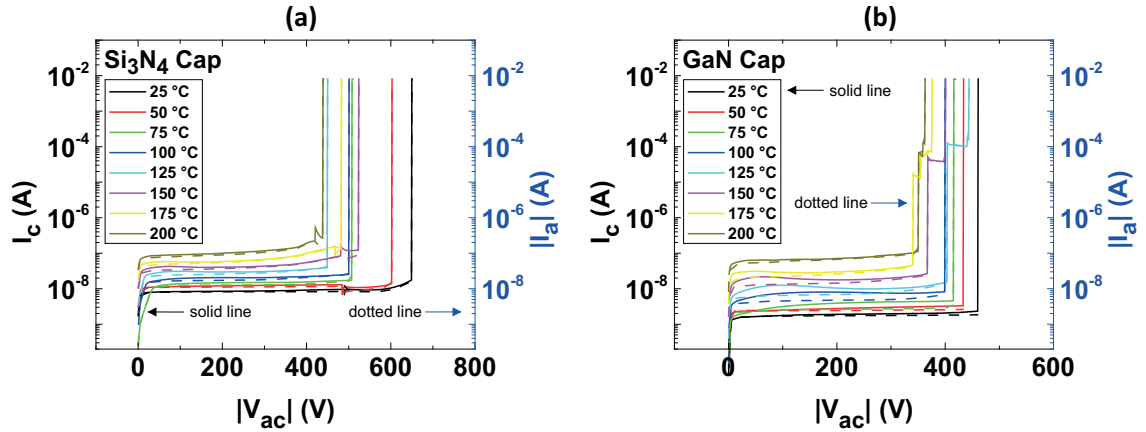 (a)
Si3N4 Cap
25 °C
50 °C
75 °C
100 °C
125 °C
150 °C
175 °C
200 °C
solid line
dotted line
10-2
10-4
10-6
10-8
Ic (A)
10-2
10-4
10-6
10-8
|Ia| (A)
0
200
400
600
800
|Vac| (V)
(b)
GaN Cap
25 °C
50 °C
75 °C
100 °C
125 °C
150 °C
175 °C
200 °C
solid line
dotted line
10-2
10-4
10-6
10-8
Ic (A)
10-2
10-4
10-6
10-8
|Ia| (A)
0
200
400
600
|Vac| (V)